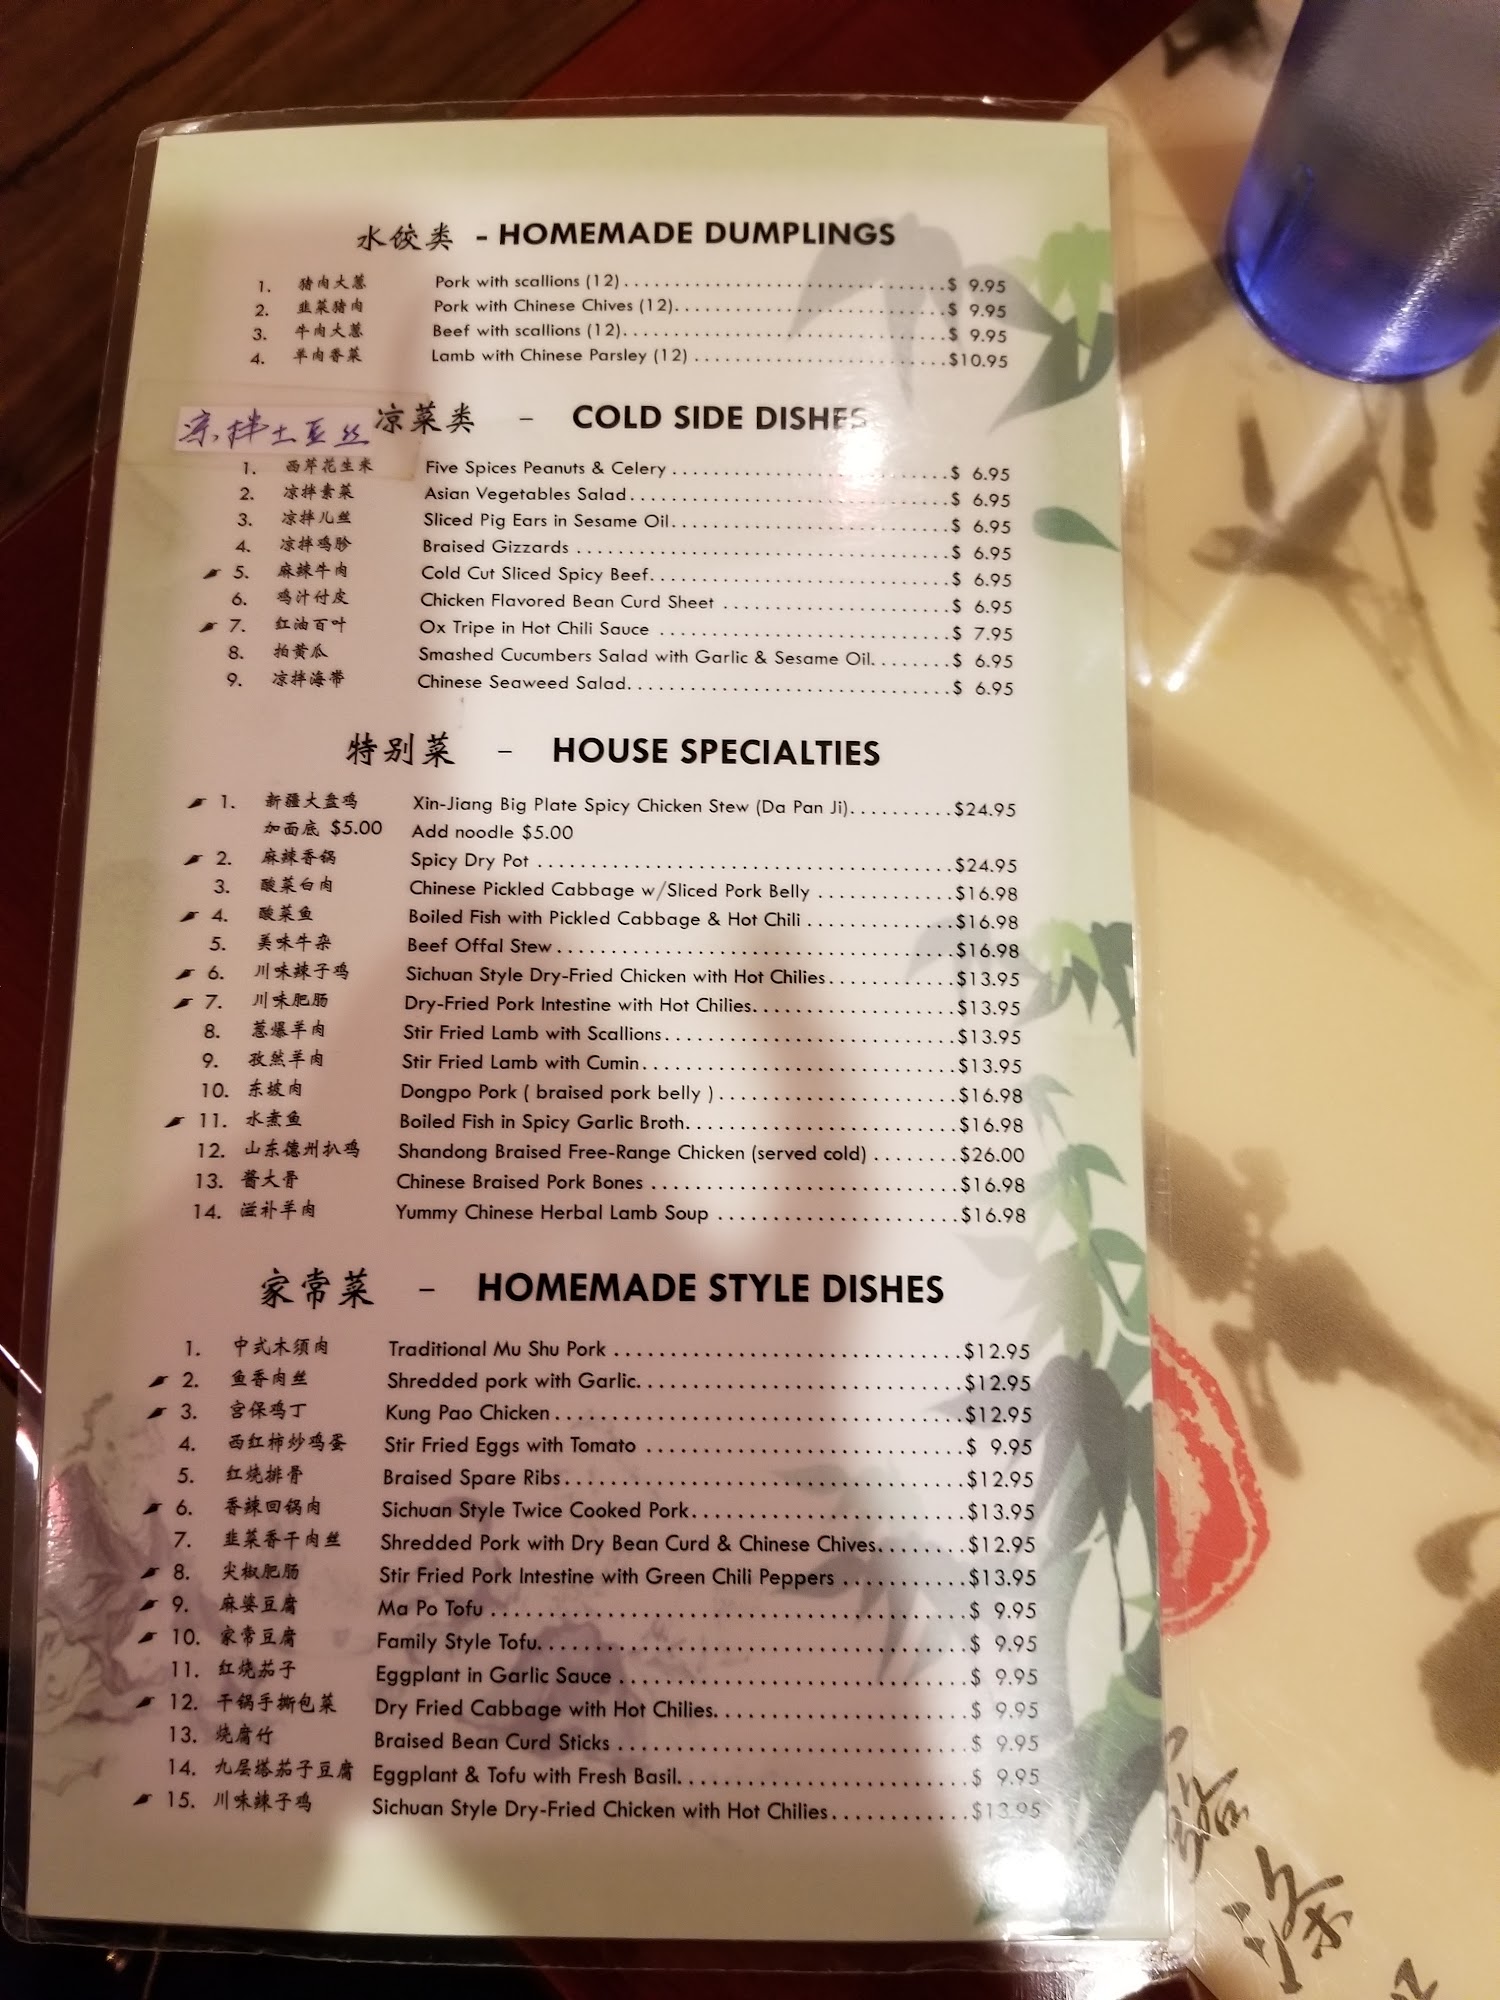 水饺类 - HOMEMADE DUMPLINGS
1. 猪肉大葱 Pork with scallions (12)................................$ 9.95
2. 韭菜猪肉 Pork with Chinese Chives (12)...........................$ 9.95
3. 牛肉大葱 Beef with scallions (12)................................$ 9.95
4. 羊肉香菜 Lamb with Chinese Parsley (12) .........................$10.95
凉拌土豆丝
凉菜类 - COLD SIDE DISHES
1. 西芹花生米 Five Spices Peanuts & Celery ...........................$ 6.95
2. 凉拌素菜 Asian Vegetables Salad...............................$ 6.95
3. 凉拌儿丝 Sliced Pig Ears in Sesame Oil...........................$ 6.95
4. 凉拌鸡胗 Braised Gizzards ....................................$ 6.95
5. 麻辣牛肉 Cold Cut Sliced Spicy Beef.............................$ 6.95
6. 鸡汁付皮 Chicken Flavored Bean Curd Sheet ......................$ 6.95
7. 红油百叶 Ox Tripe in Hot Chili Sauce ............................$ 7.95
8. 拍黄瓜 Smashed Cucumbers Salad with Garlic & Sesame Oil........$ 6.95
9. 凉拌海带 Chinese Seaweed Salad...............................$ 6.95
特别菜 - HOUSE SPECIALTIES
1. 新疆大盘鸡 Xin-Jiang Big Plate Spicy Chicken Stew (Da Pan Ji)..........$24.95
加面底 $5.00 Add noodle $5.00
2. 麻辣香锅 Spicy Dry Pot ........................................$24.95
3. 酸菜白肉 Chinese Pickled Cabbage w/Sliced Pork Belly .............$16.98
4. 酸菜鱼 Boiled Fish with Pickled Cabbage & Hot Chili ..............$16.98
5. 美味牛杂 Beef Offal Stew......................................$16.98
6. 川味辣子鸡 Sichuan Style Dry-Fried Chicken with Hot Chilies............$13.95
7. 川味肥肠 Dry-Fried Pork Intestine with Hot Chilies...................$13.95
8. 葱爆羊肉 Stir Fried Lamb with Scallions...........................$13.95
9. 孜然羊肉 Stir Fried Lamb with Cumin.............................$13.95
10. 东坡肉 Dongpo Pork ( braised pork belly )......................$16.98
11. 水煮鱼 Boiled Fish in Spicy Garlic Broth.........................$16.98
12. 山东德州扒鸡 Shandong Braised Free-Range Chicken (served cold) ........$26.00
13. 酱大骨 Chinese Braised Pork Bones ............................$16.98
14. 滋补羊肉 Yummy Chinese Herbal Lamb Soup ......................$16.98
家常菜 - HOMEMADE STYLE DISHES
1. 中式木须肉 Traditional Mu Shu Pork ................................$12.95
2. 鱼香肉丝 Shredded pork with Garlic..............................$12.95
3. 宫保鸡丁 Kung Pao Chicken.....................................$12.95
4. 西红柿炒鸡蛋 Stir Fried Eggs with Tomato .............................$ 9.95
5. 红烧排骨 Braised Spare Ribs....................................$12.95
6. 香辣回锅肉 Sichuan Style Twice Cooked Pork.........................$13.95
7. 韭菜香干肉丝 Shredded Pork with Dry Bean Curd & Chinese Chives........$12.95
8. 尖椒肥肠 Stir Fried Pork Intestine with Green Chili Peppers ...........$13.95
9. 麻婆豆腐 Ma Po Tofu ..........................................$ 9.95
10. 家常豆腐 Family Style Tofu......................................$ 9.95
11. 红烧茄子 Eggplant in Garlic Sauce ...............................$ 9.95
12. 干锅手撕包菜 Dry Fried Cabbage with Hot Chilies.......................$ 9.95
13. 烧腐竹 Braised Bean Curd Sticks ...............................$ 9.95
14. 九层塔茄子豆腐 Eggplant & Tofu with Fresh Basil..........................$ 9.95
15. 川味辣子鸡 Sichuan Style Dry-Fried Chicken with Hot Chilies............$13.95